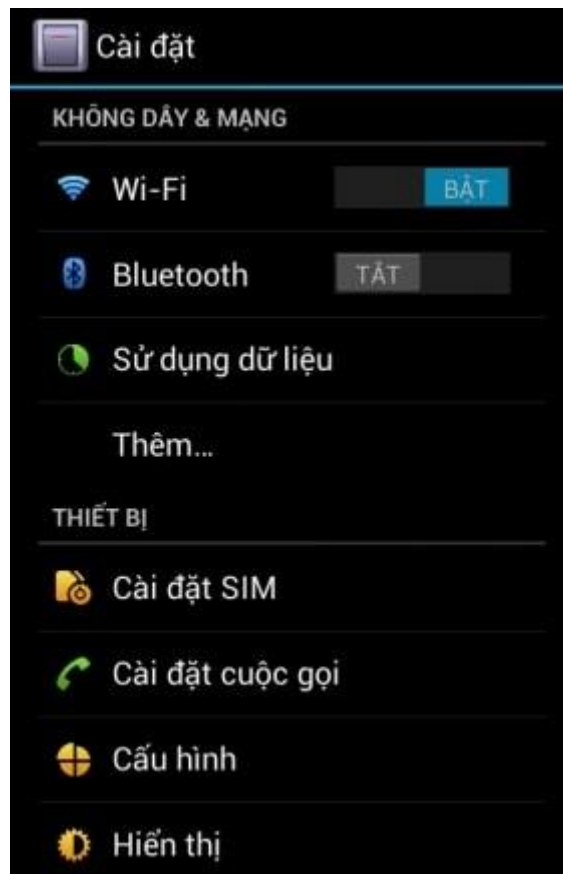 Cài đặt
KHÔNG DÂY & MẠNG
Wi-Fi BẬT
Bluetooth TẮT
Sử dụng dữ liệu
Thêm...
THIẾT BỊ
Cài đặt SIM
Cài đặt cuộc gọi
Cấu hình
Hiển thị